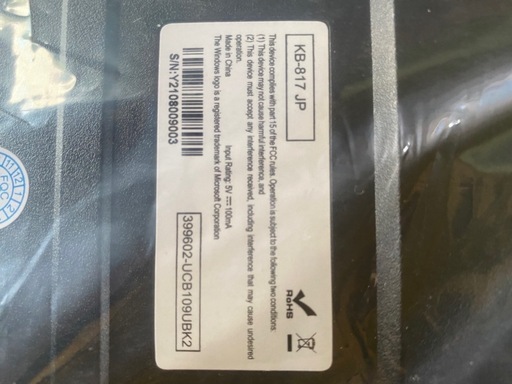 KB-817 JP
This device complies with part 15 of the FCC rules. Operation is subject to the following two conditions:
(1) This device may not cause harmful interference, and
(2) This device must accept any interference received, including interference that may cause undesired
operation.
Made in China
Input Rating: 5V ⎓ 100mA
The Windows logo is a registered trademark of Microsoft Corporation
S/N:Y2108009003
399602-UCB109UBK2
RoHS